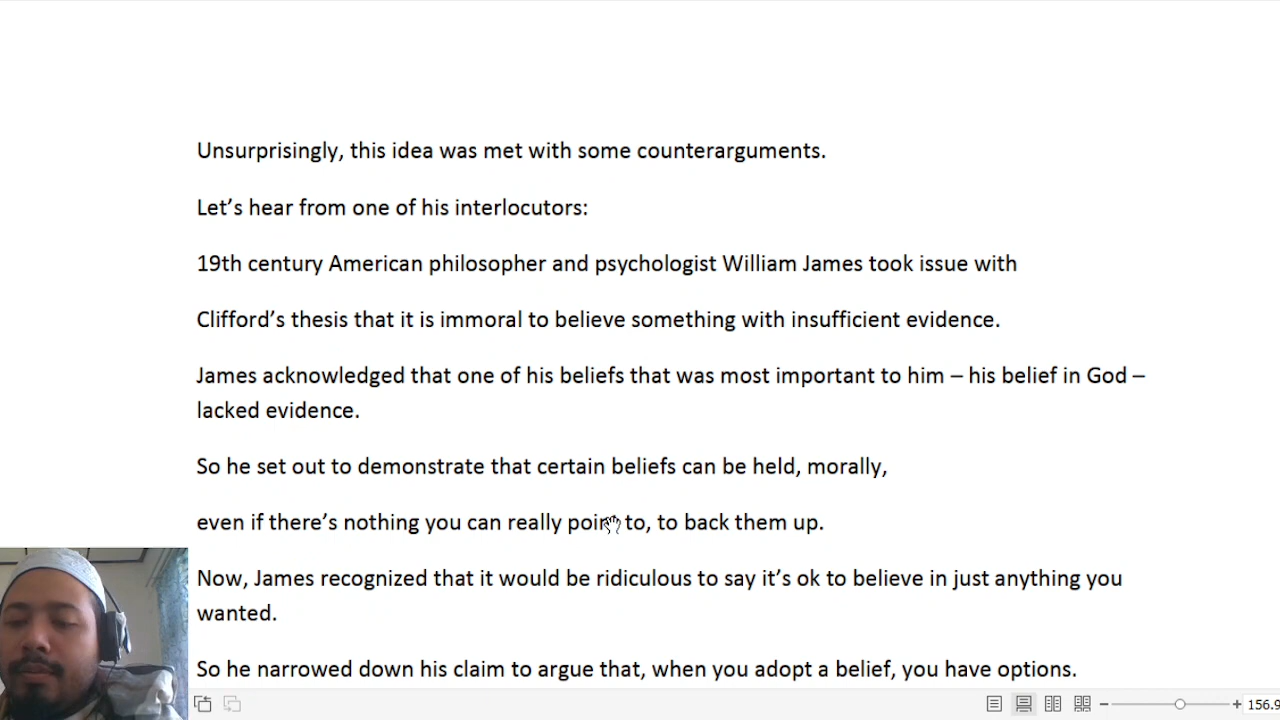 Unsurprisingly, this idea was met with some counterarguments.
Let’s hear from one of his interlocutors:
19th century American philosopher and psychologist William James took issue with
Clifford’s thesis that it is immoral to believe something with insufficient evidence.
James acknowledged that one of his beliefs that was most important to him – his belief in God –
lacked evidence.
So he set out to demonstrate that certain beliefs can be held, morally,
even if there’s nothing you can really point to, to back them up.
Now, James recognized that it would be ridiculous to say it’s ok to believe in just anything you
wanted.
So he narrowed down his claim to argue that, when you adopt a belief, you have options.
156.9